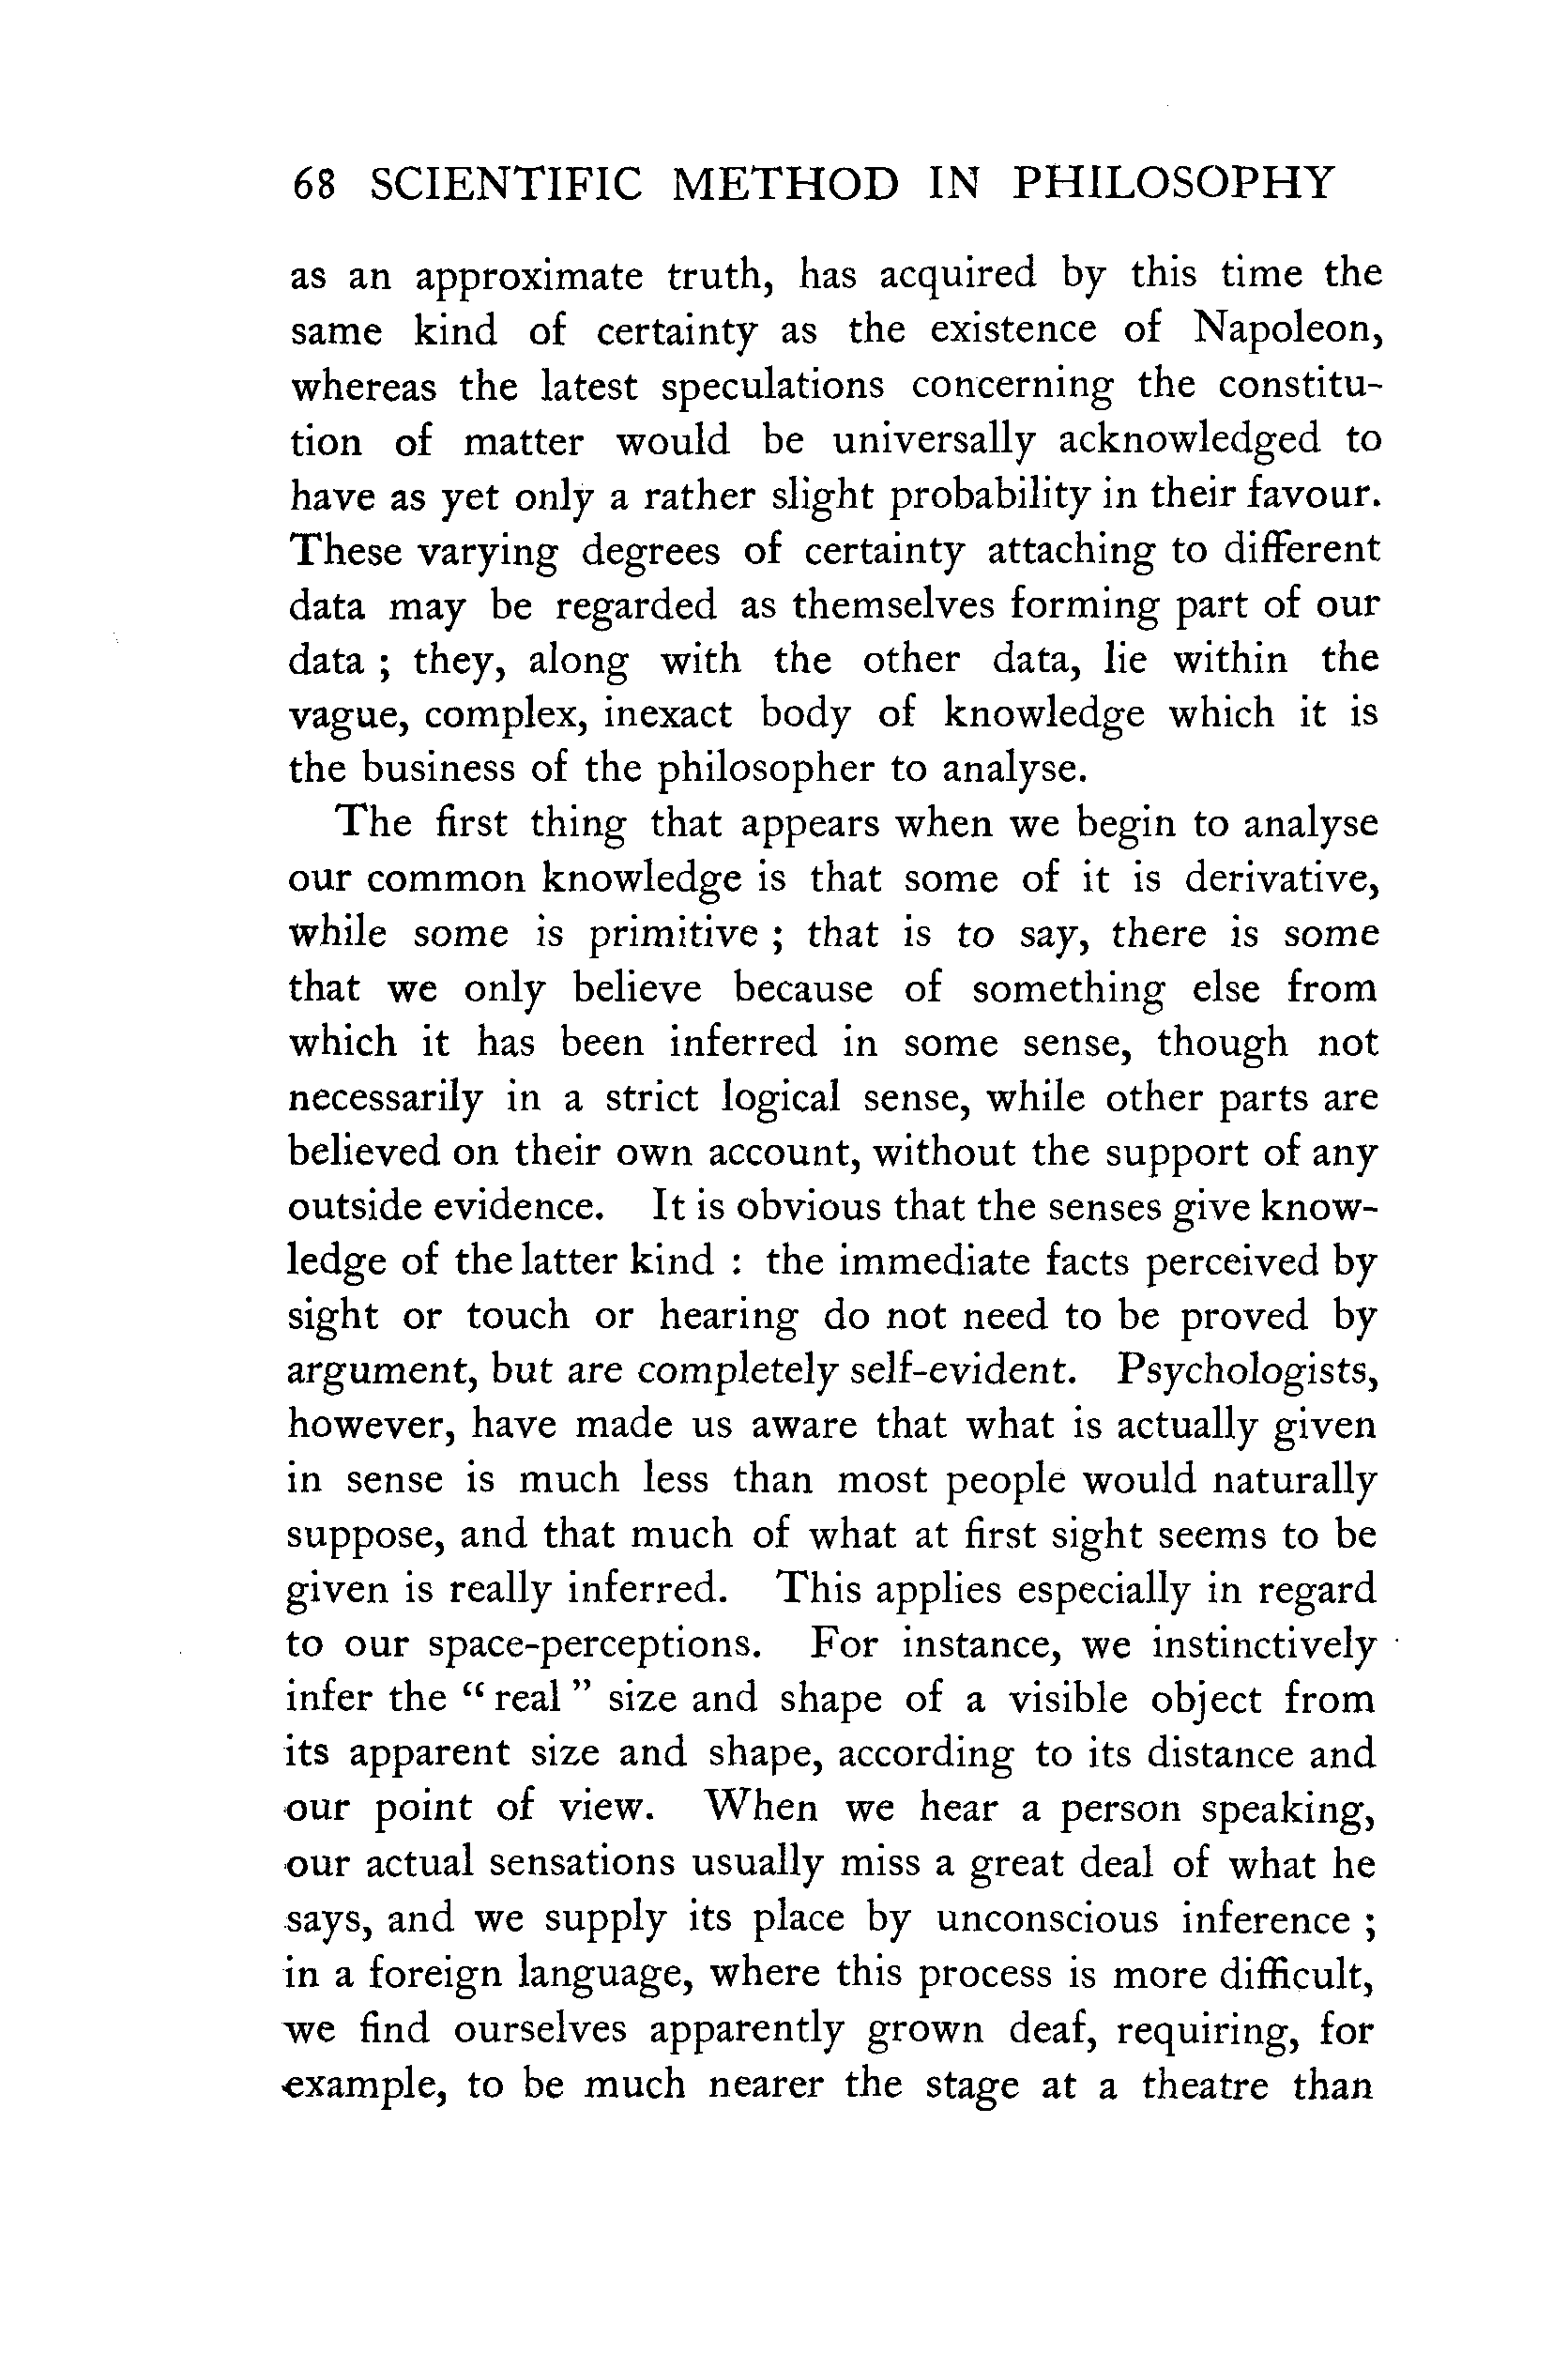 68 SCIENTIFIC METHOD IN PHILOSOPHY
as an approximate truth, has acquired by this time the
same kind of certainty as the existence of Napoleon,
whereas the latest speculations concerning the constitu-
tion of matter would be universally acknowledged to
have as yet only a rather slight probability in their favour.
These varying degrees of certainty attaching to different
data may be regarded as themselves forming part of our
data ; they, along with the other data, lie within the
vague, complex, inexact body of knowledge which it is
the business of the philosopher to analyse.
The first thing that appears when we begin to analyse
our common knowledge is that some of it is derivative,
while some is primitive ; that is to say, there is some
that we only believe because of something else from
which it has been inferred in some sense, though not
necessarily in a strict logical sense, while other parts are
believed on their own account, without the support of any
outside evidence. It is obvious that the senses give know-
ledge of the latter kind : the immediate facts perceived by
sight or touch or hearing do not need to be proved by
argument, but are completely self-evident. Psychologists,
however, have made us aware that what is actually given
in sense is much less than most people would naturally
suppose, and that much of what at first sight seems to be
given is really inferred. This applies especially in regard
to our space-perceptions. For instance, we instinctively
infer the “ real ” size and shape of a visible object from
its apparent size and shape, according to its distance and
our point of view. When we hear a person speaking,
our actual sensations usually miss a great deal of what he
says, and we supply its place by unconscious inference ;
in a foreign language, where this process is more difficult,
we find ourselves apparently grown deaf, requiring, for
example, to be much nearer the stage at a theatre than